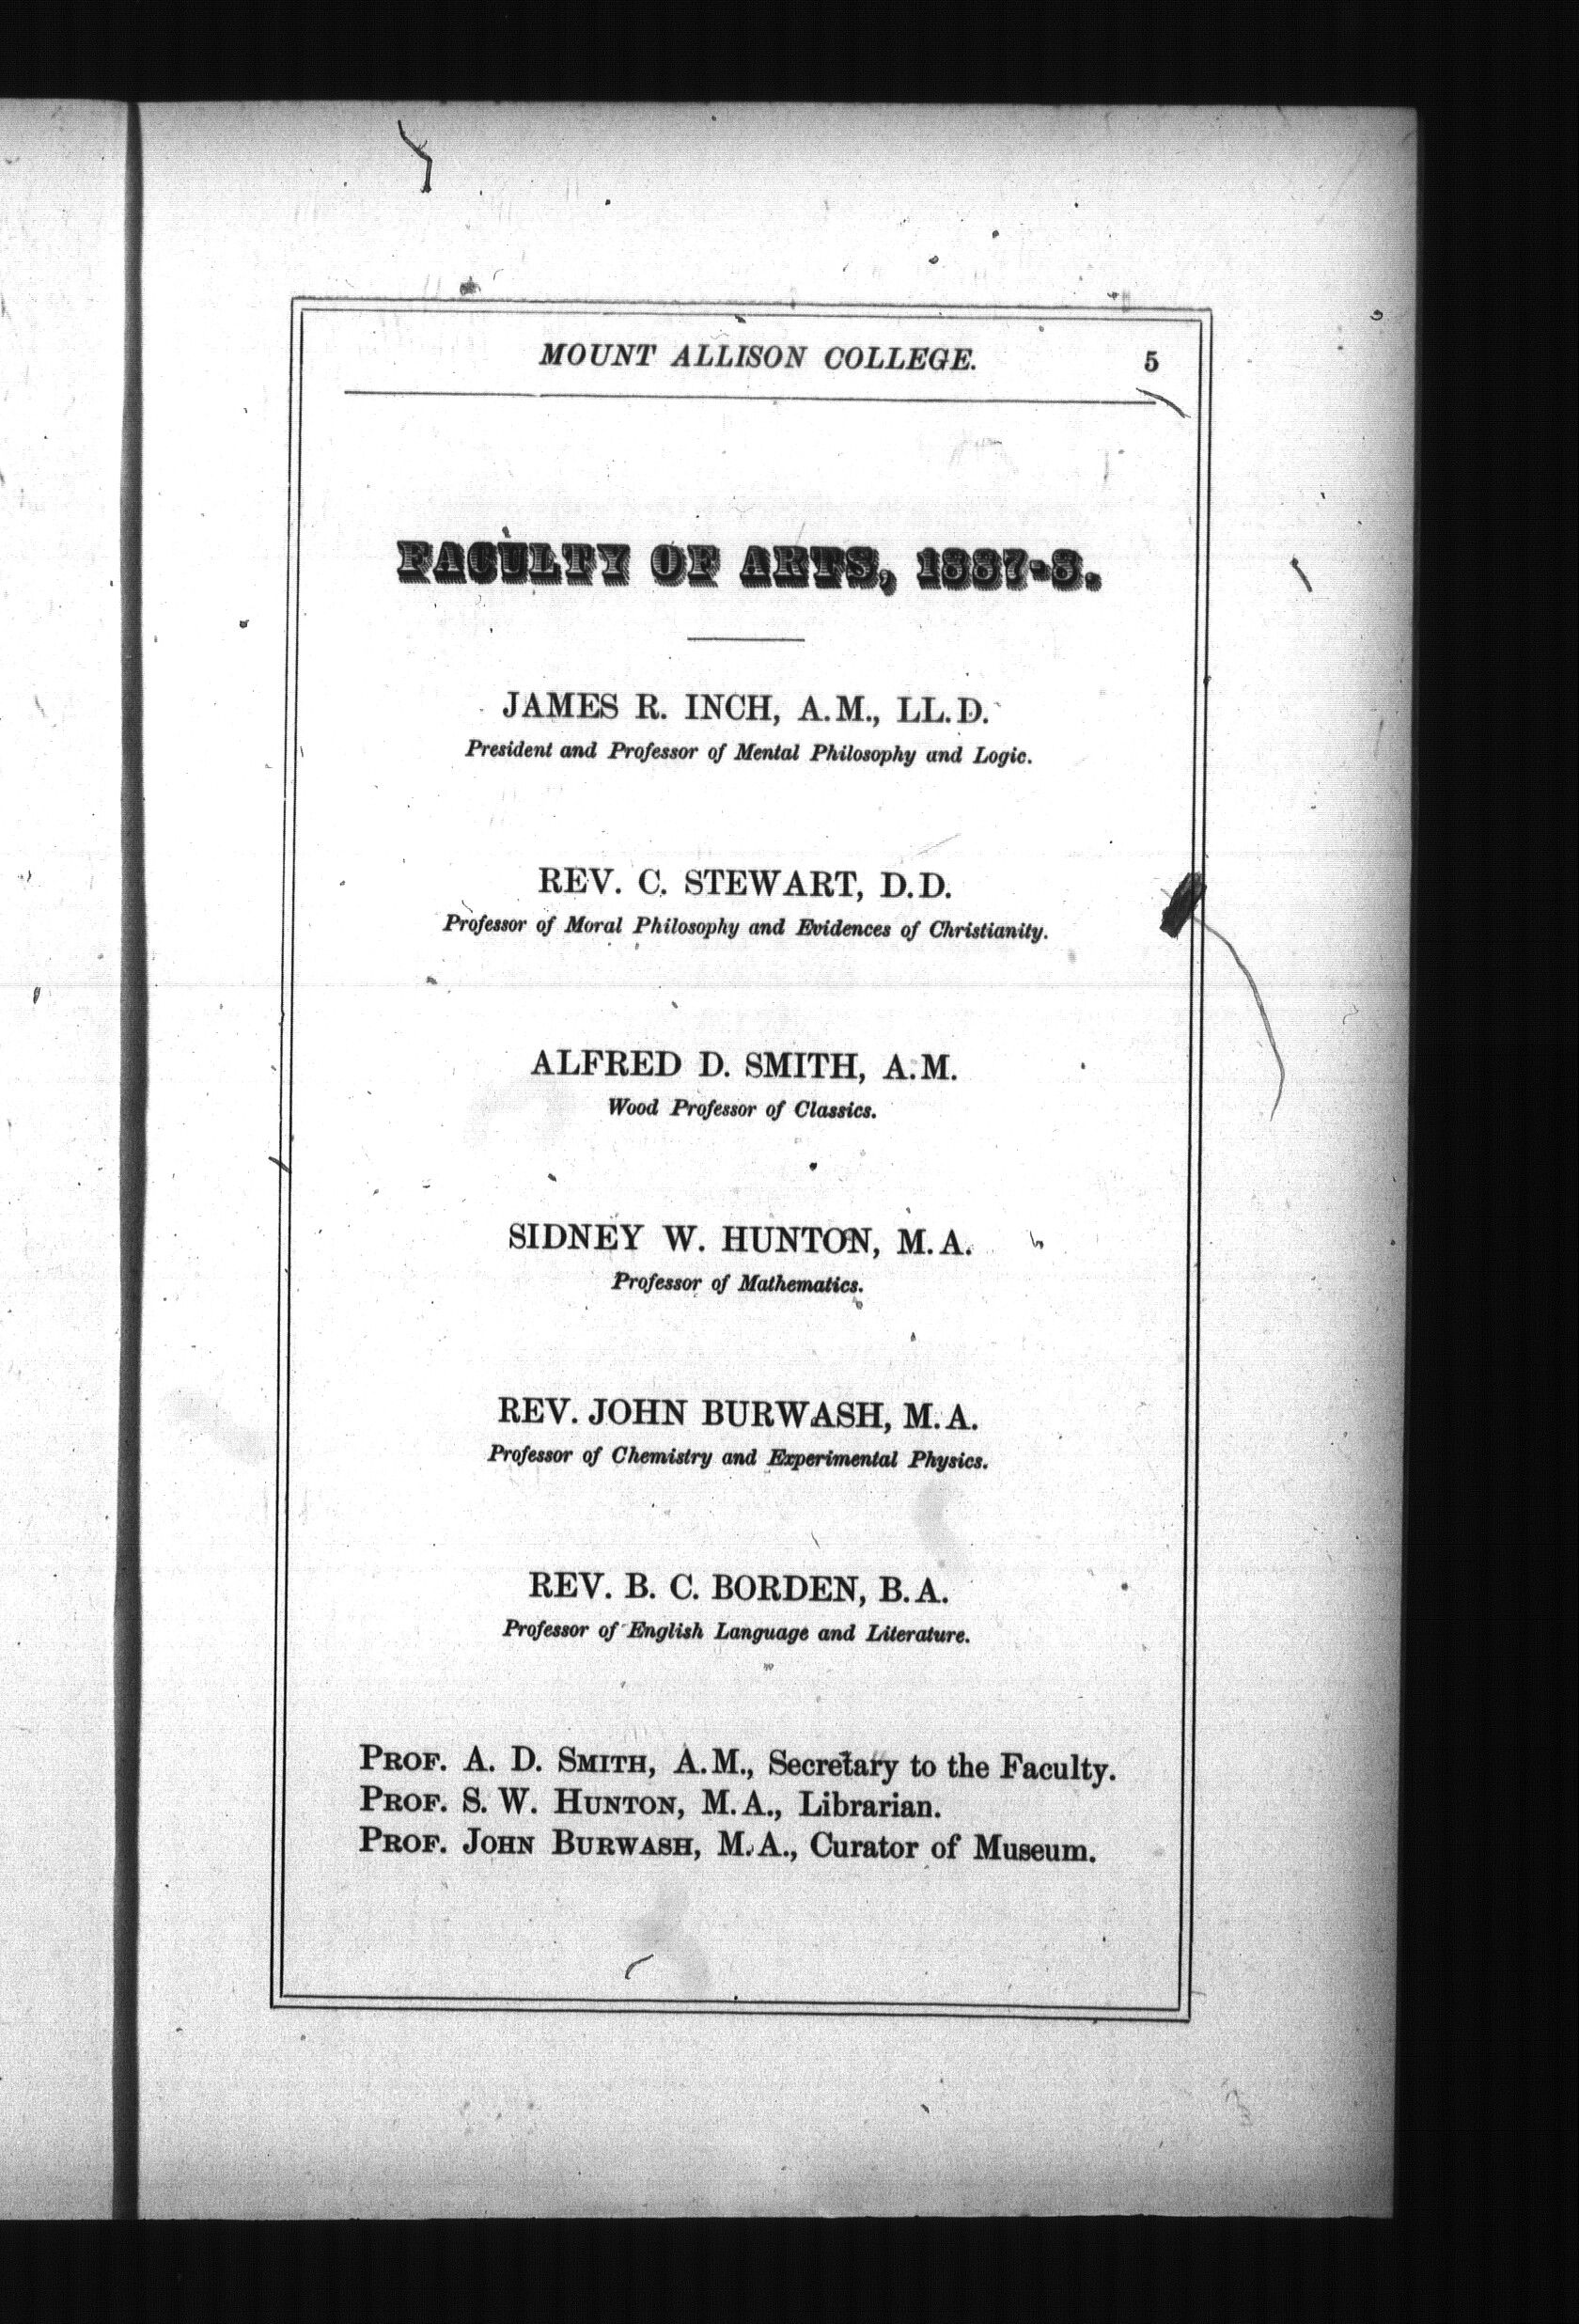 MOUNT ALLISON COLLEGE. 5
FACULTY OF ARTS, 1887-8.
JAMES R. INCH, A.M., LL.D.
President and Professor of Mental Philosophy and Logic.
REV. C. STEWART, D.D.
Professor of Moral Philosophy and Evidences of Christianity.
ALFRED D. SMITH, A.M.
Wood Professor of Classics.
SIDNEY W. HUNTON, M.A.
Professor of Mathematics.
REV. JOHN BURWASH, M.A.
Professor of Chemistry and Experimental Physics.
REV. B. C. BORDEN, B.A.
Professor of English Language and Literature.
PROF. A. D. SMITH, A.M., Secretary to the Faculty.
PROF. S. W. HUNTON, M.A., Librarian.
PROF. JOHN BURWASH, M.A., Curator of Museum.